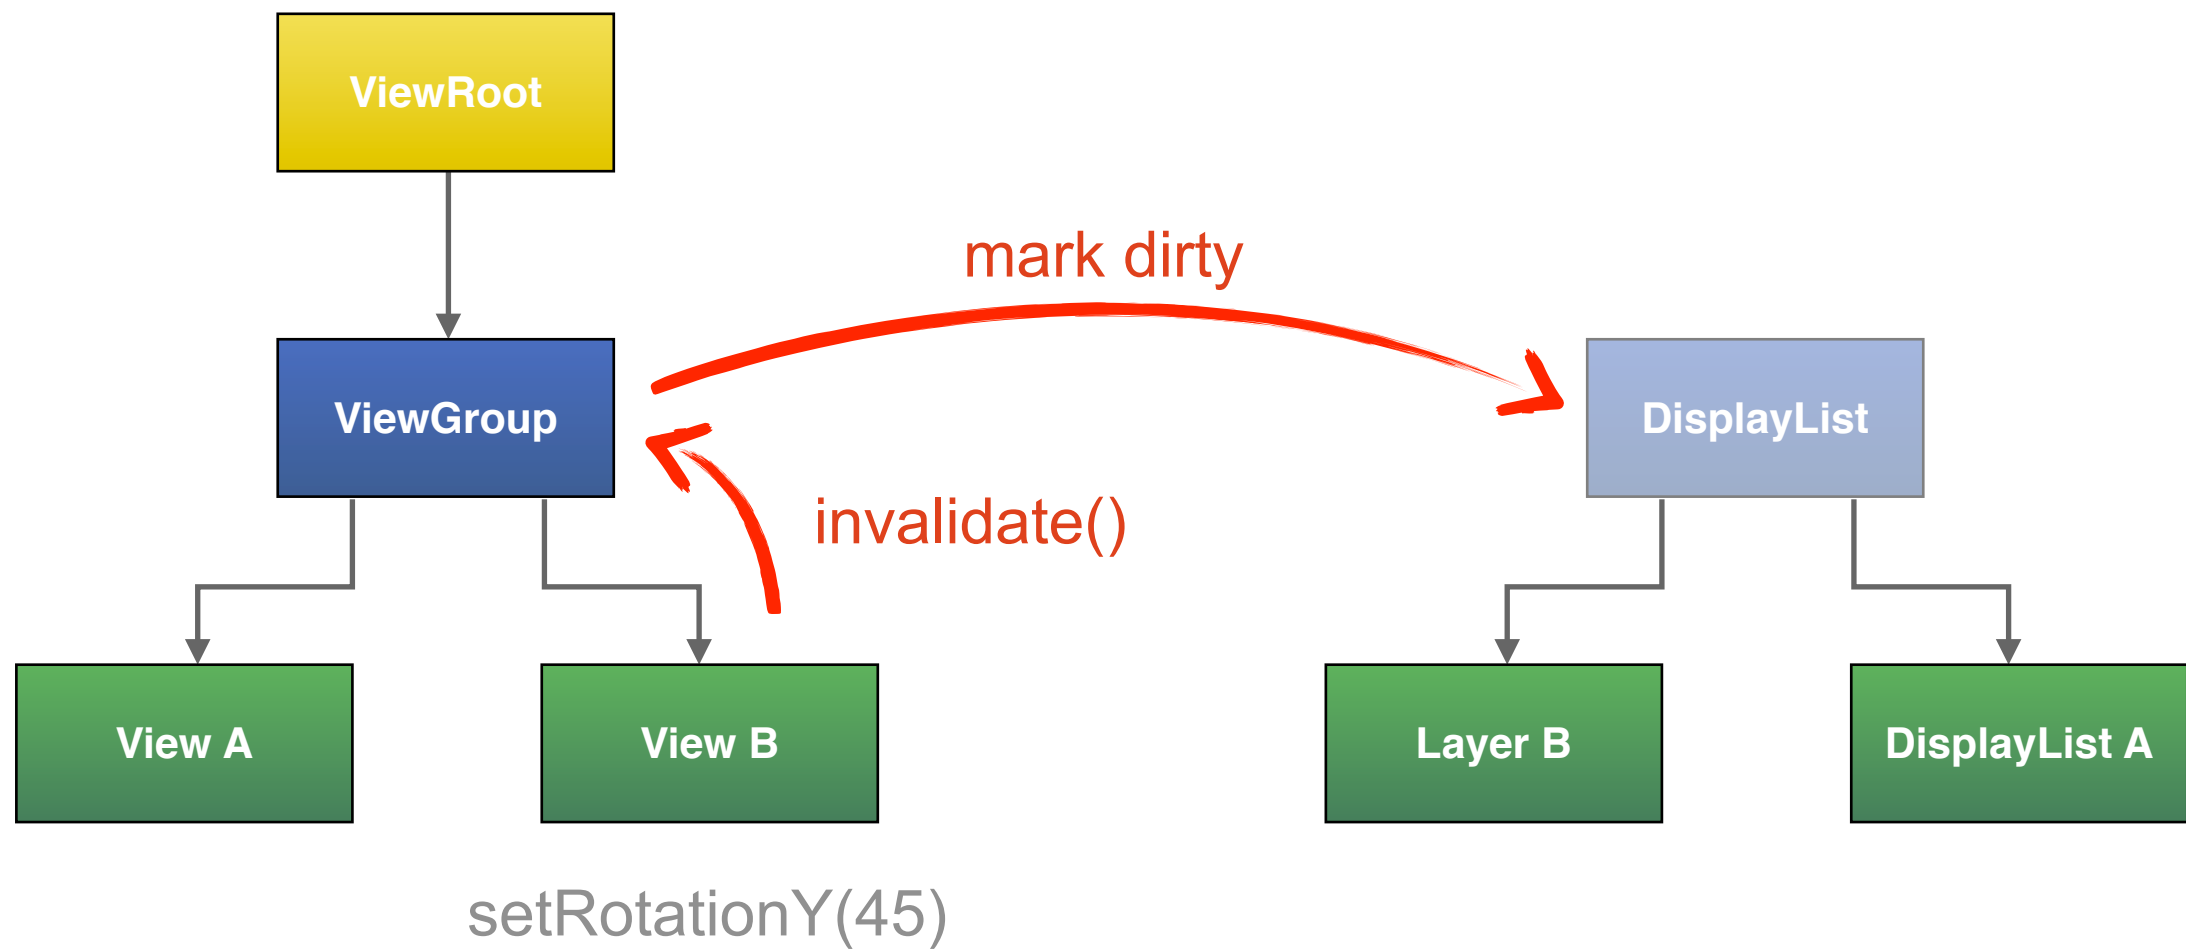 ViewRoot
mark dirty
ViewGroup
DisplayList
invalidate()
View A
View B
Layer B
DisplayList A
setRotationY(45)